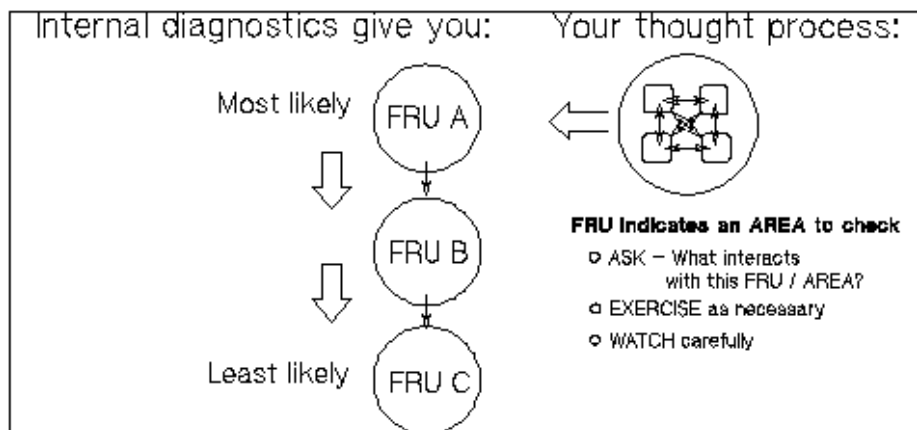 Internal diagnostics give you:
Your thought process:
Most likely
FRU A
FRU B
Least likely
FRU C
FRU Indicates an AREA to check
ASK – What interacts
with this FRU / AREA?
EXERCISE as necessary
WATCH carefully